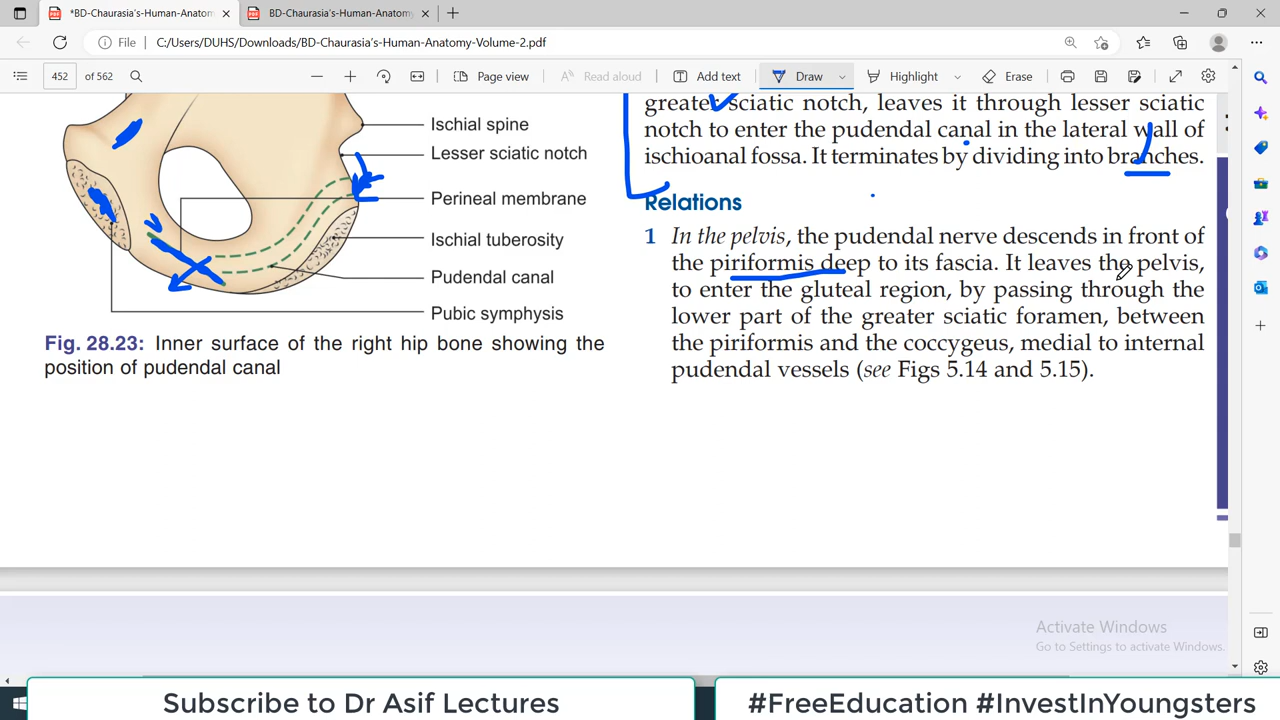 *BD-Chaurasia's-Human-Anatom
BD-Chaurasia's-Human-Anatomy
File
C:/Users/DUHS/Downloads/BD-Chaurasia's-Human-Anatomy-Volume-2.pdf
452 of 562
Page view
Read aloud
Add text
Draw
Highlight
Erase
Ischial spine
Lesser sciatic notch
Perineal membrane
Ischial tuberosity
Pudendal canal
Pubic symphysis
Fig. 28.23: Inner surface of the right hip bone showing the
position of pudendal canal
greater sciatic notch, leaves it through lesser sciatic
notch to enter the pudendal canal in the lateral wall of
ischioanal fossa. It terminates by dividing into branches.
Relations
1 In the pelvis, the pudendal nerve descends in front of
the piriformis deep to its fascia. It leaves the pelvis,
to enter the gluteal region, by passing through the
lower part of the greater sciatic foramen, between
the piriformis and the coccygeus, medial to internal
pudendal vessels (see Figs 5.14 and 5.15).
Activate Windows
Go to Settings to activate Windows.
Subscribe to Dr Asif Lectures
#FreeEducation #InvestInYoungsters